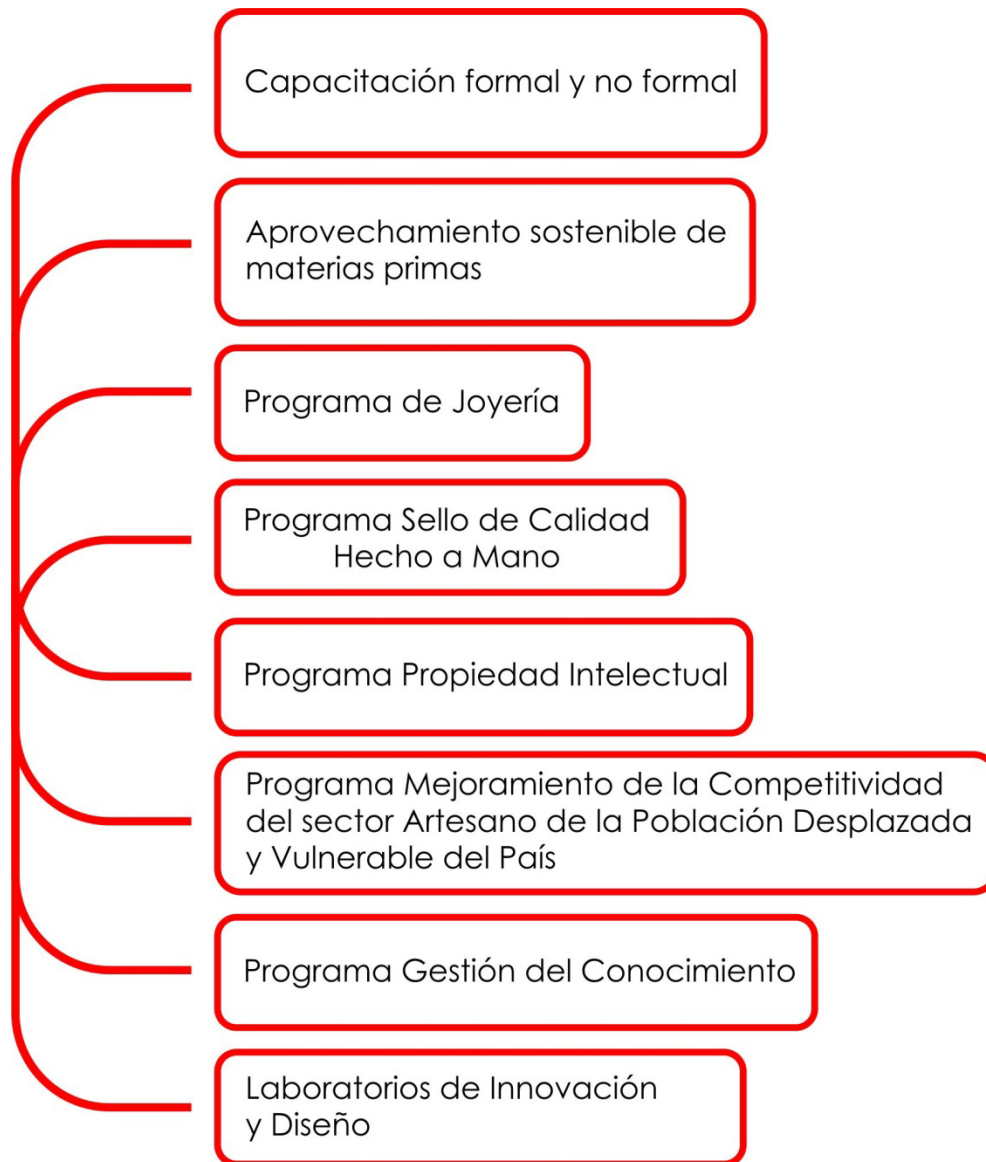 Capacitación formal y no formal
Aprovechamiento sostenible de
materias primas
Programa de Joyería
Programa Sello de Calidad
Hecho a Mano
Programa Propiedad Intelectual
Programa Mejoramiento de la Competitividad
del sector Artesano de la Población Desplazada
y Vulnerable del País
Programa Gestión del Conocimiento
Laboratorios de Innovación
y Diseño